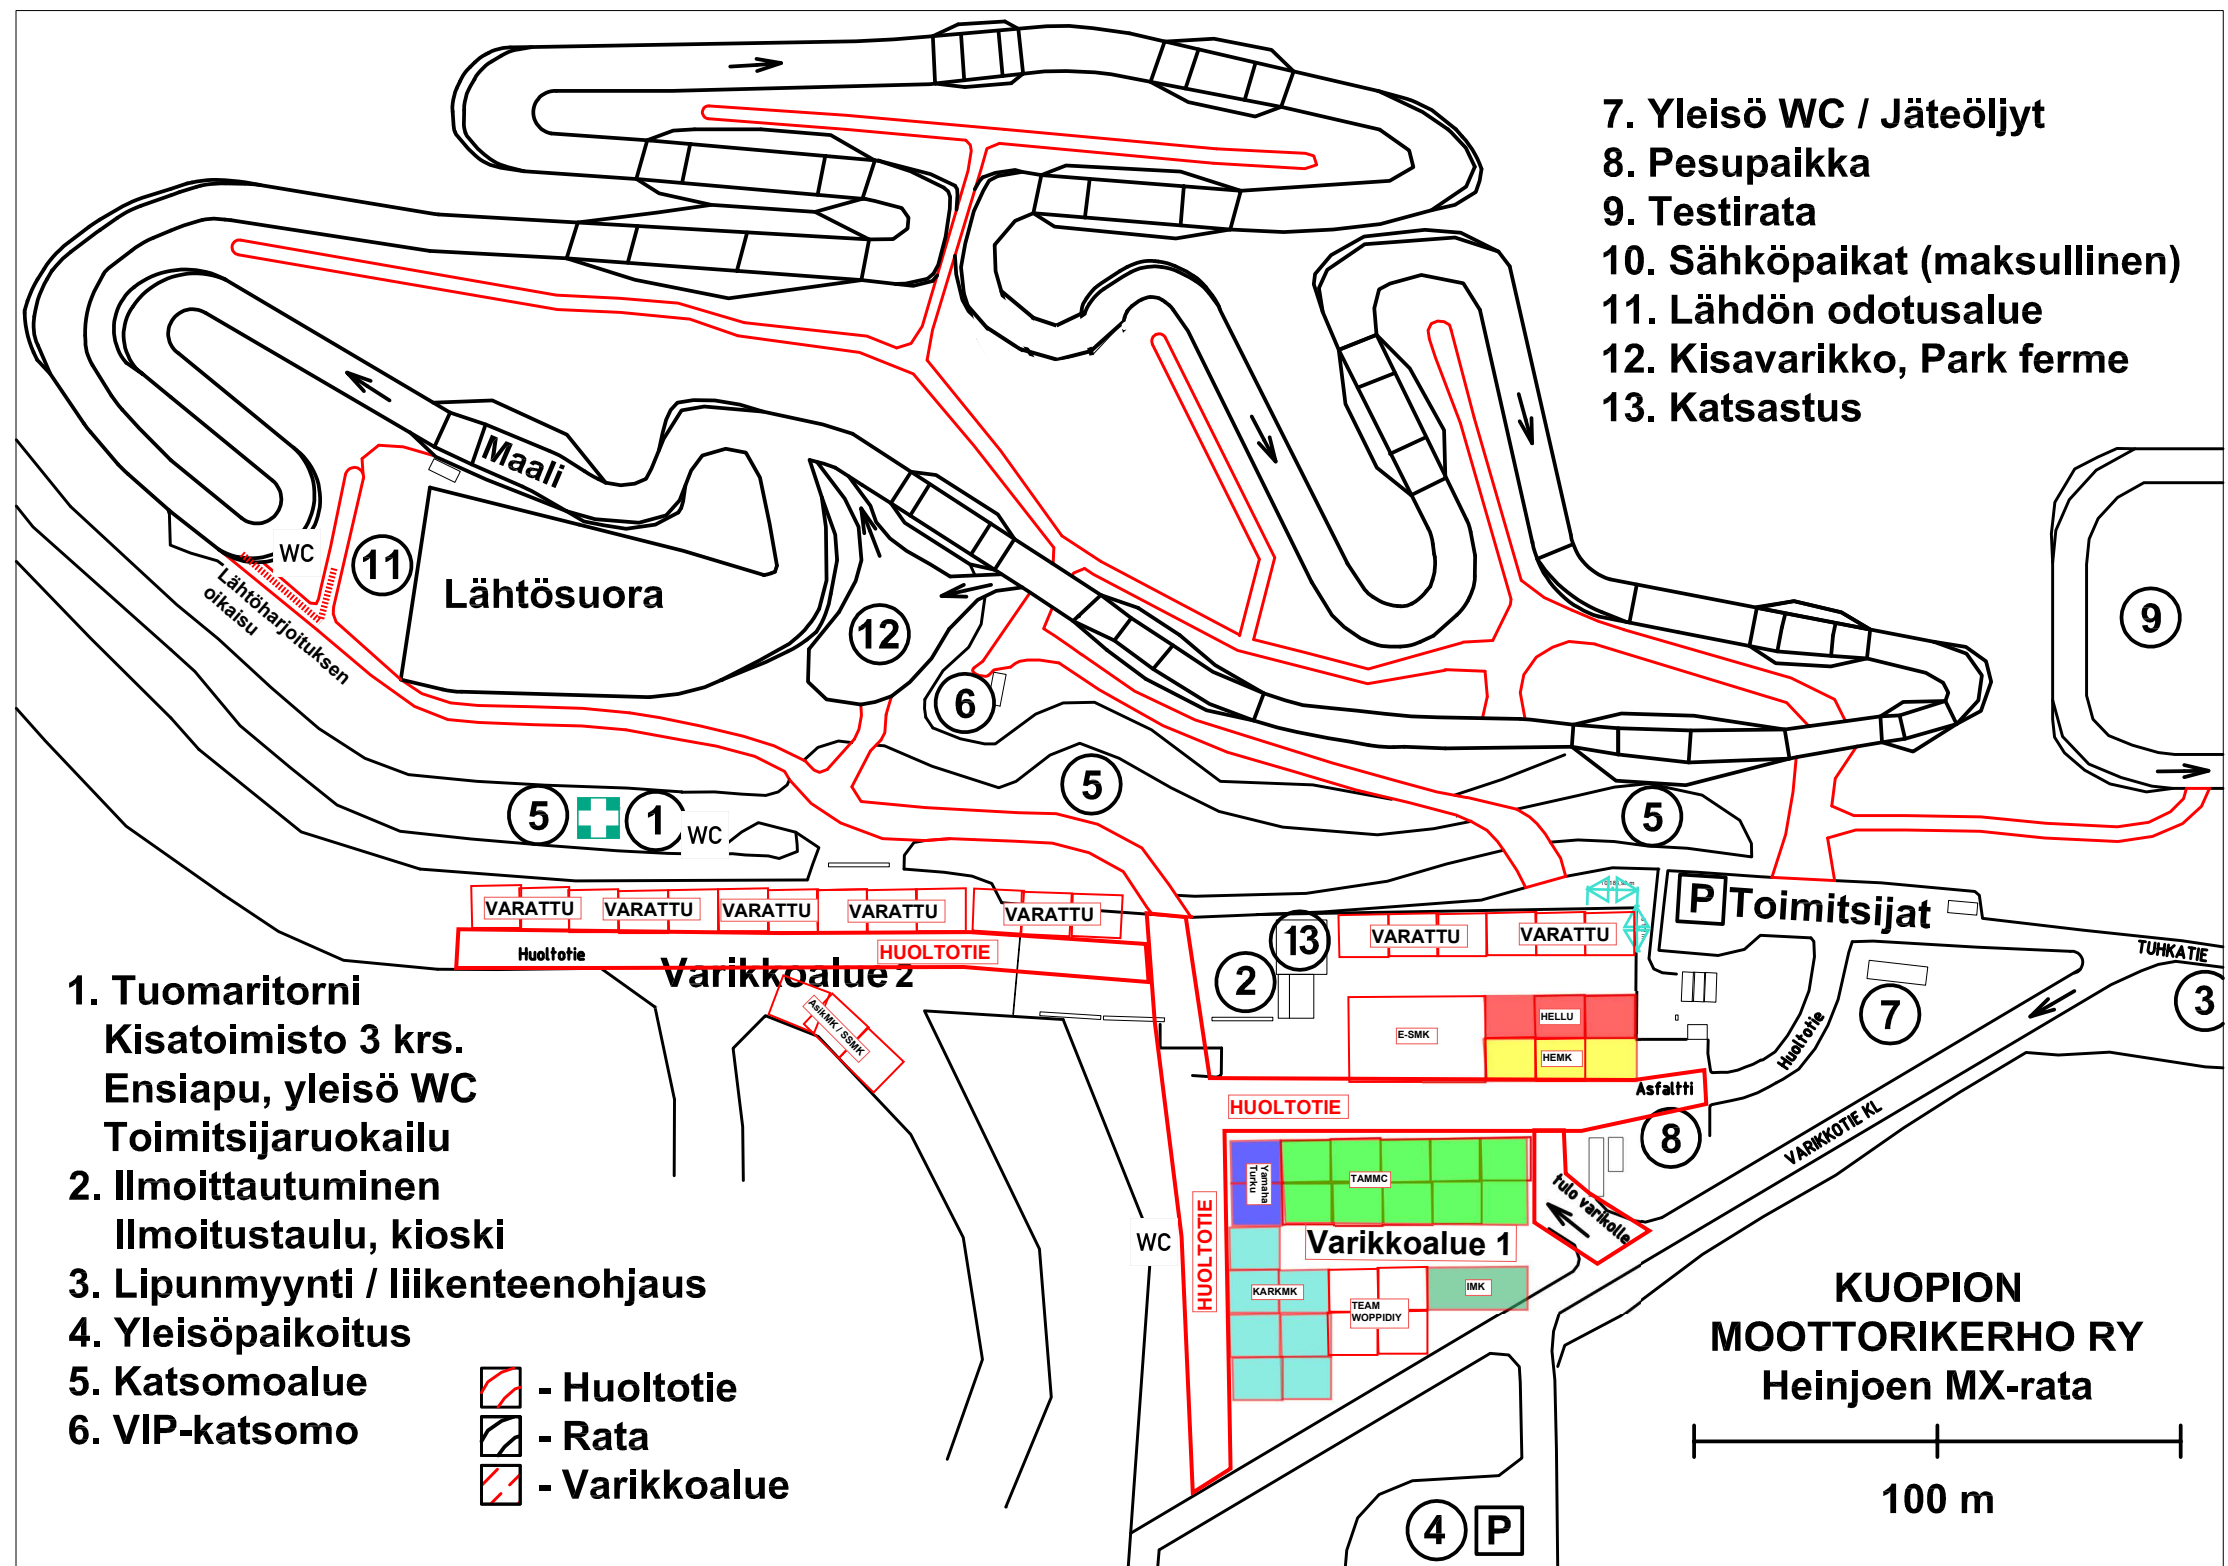 7. Yleisö WC / Jäteöljyt
8. Pesupaikka
9. Testirata
10. Sähköpaikat (maksullinen)
11. Lähdön odotusalue
12. Kisavarikko, Park ferme
13. Katsastus
Maali
WC
11
Lähtösuora
Lähtöharjoituksen
oikaisu
12
9
6
5
5
1
WC
5
P Toimitsijat
VARATTU
VARATTU
VARATTU
VARATTU
VARATTU
VARATTU
VARATTU
13
2
Huoltotie
HUOLTOTIE
Varikkoalue 2
AsikMK / SSMK
TUHKATIE
3
7
Huoltotie
E-SMK
HELLU
HEMK
Asfaltti
HUOLTOTIE
8
VARIKKOTIE KL
Yamaha
Turku
TAMMC
tulo varikolle
HUOLTOTIE
WC
Varikkoalue 1
KARKMK
TEAM
WOPPIDIY
IMK
1. Tuomaritorni
Kisatoimisto 3 krs.
Ensiapu, yleisö WC
Toimitsijaruokailu
2. Ilmoittautuminen
Ilmoitustaulu, kioski
3. Lipunmyynti / liikenteenohjaus
4. Yleisöpaikoitus
5. Katsomoalue
6. VIP-katsomo
- Huoltotie
- Rata
- Varikkoalue
KUOPION
MOOTTORIKERHO RY
Heinjoen MX-rata
100 m
4 P